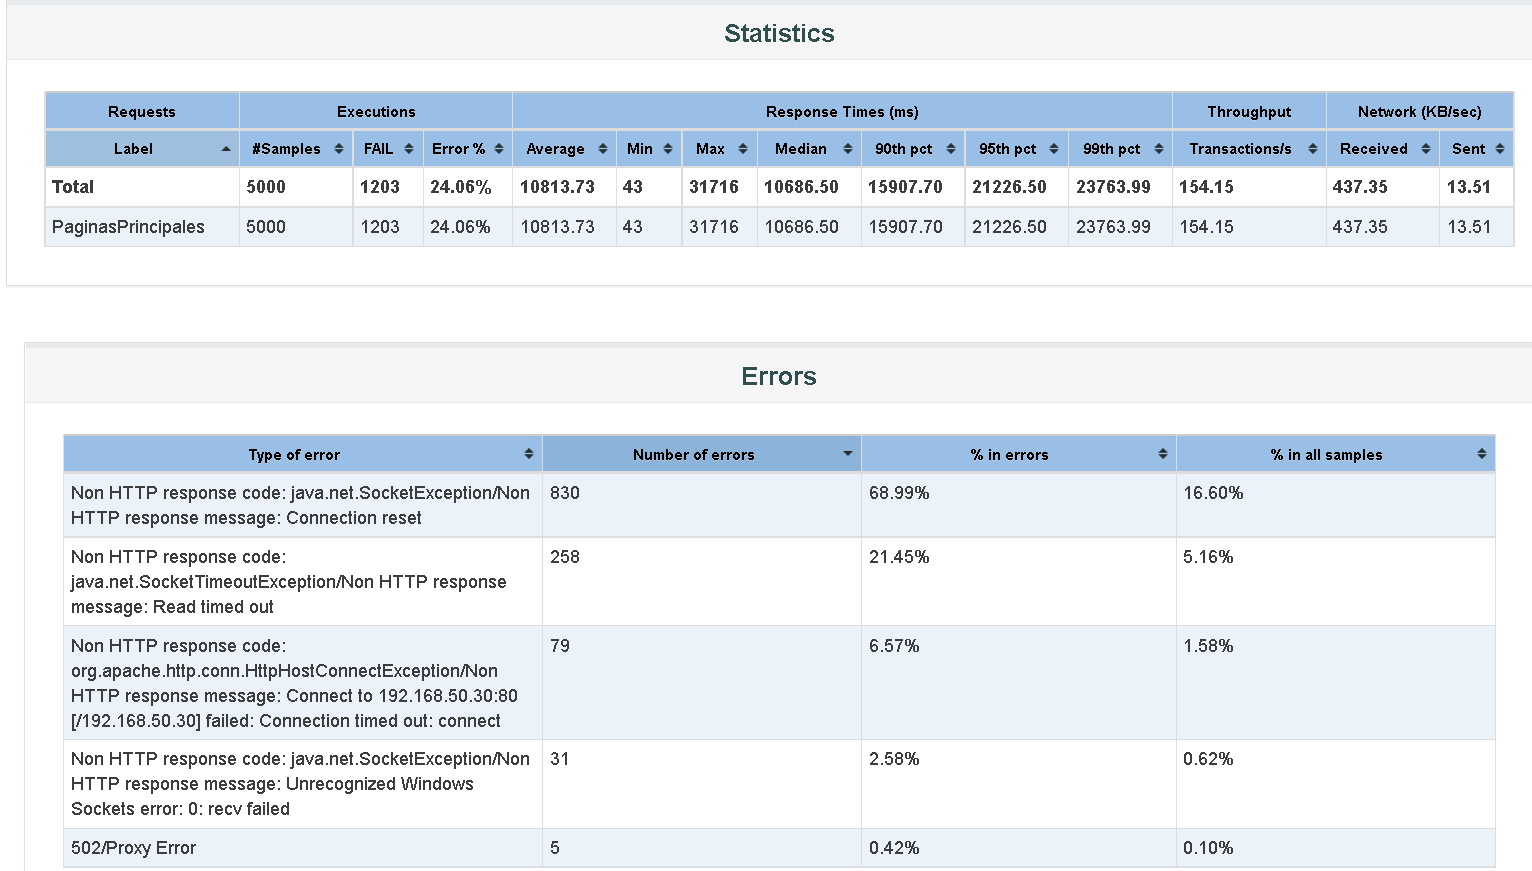 Statistics
Requests Executions Response Times (ms) Throughput Network (KB/sec)
Label #Samples FAIL Error % Average Min Max Median 90th pct 95th pct 99th pct Transactions/s Received Sent
Total 5000 1203 24.06% 10813.73 43 31716 10686.50 15907.70 21226.50 23763.99 154.15 437.35 13.51
PaginasPrincipales 5000 1203 24.06% 10813.73 43 31716 10686.50 15907.70 21226.50 23763.99 154.15 437.35 13.51
Errors
Type of error Number of errors % in errors % in all samples
Non HTTP response code: java.net.SocketException/Non 830 68.99% 16.60%
HTTP response message: Connection reset
Non HTTP response code: 258 21.45% 5.16%
java.net.SocketTimeoutException/Non HTTP response
message: Read timed out
Non HTTP response code: 79 6.57% 1.58%
org.apache.http.conn.HttpHostConnectException/Non
HTTP response message: Connect to 192.168.50.30:80
[/192.168.50.30] failed: Connection timed out: connect
Non HTTP response code: java.net.SocketException/Non 31 2.58% 0.62%
HTTP response message: Unrecognized Windows
Sockets error: 0: recv failed
502/Proxy Error 5 0.42% 0.10%